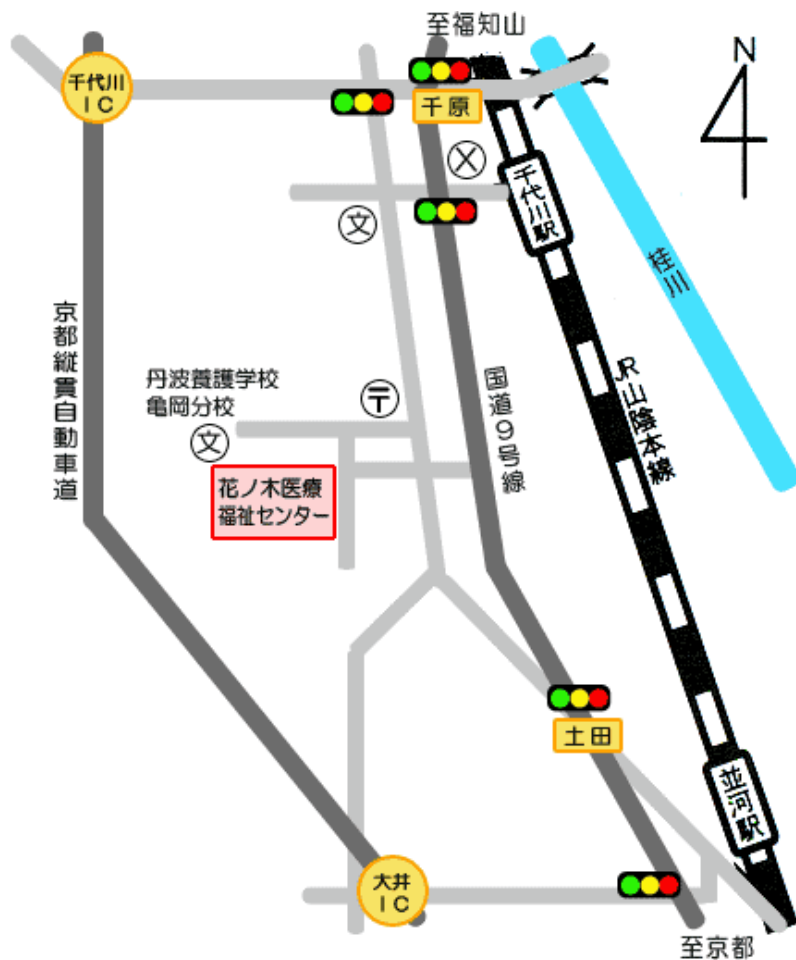 至福知山
N
千代川
IC
千原
千代川駅
文
桂川
京都縦貫自動車道
丹波養護学校
亀岡分校
〒
国道9号線
JR山陰本線
文
花ノ木医療
福祉センター
土田
並河駅
大井
IC
至京都